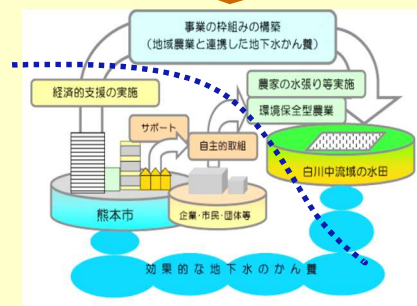 事業の枠組みの構築
(地域農業と連携した地下水かん養)
経済的支援の実施
農家の水張り等実施
環境保全型農業
サポート
自主的取組
白川中流域の水田
熊本市
企業・市民・団体等
効果的な地下水のかん養